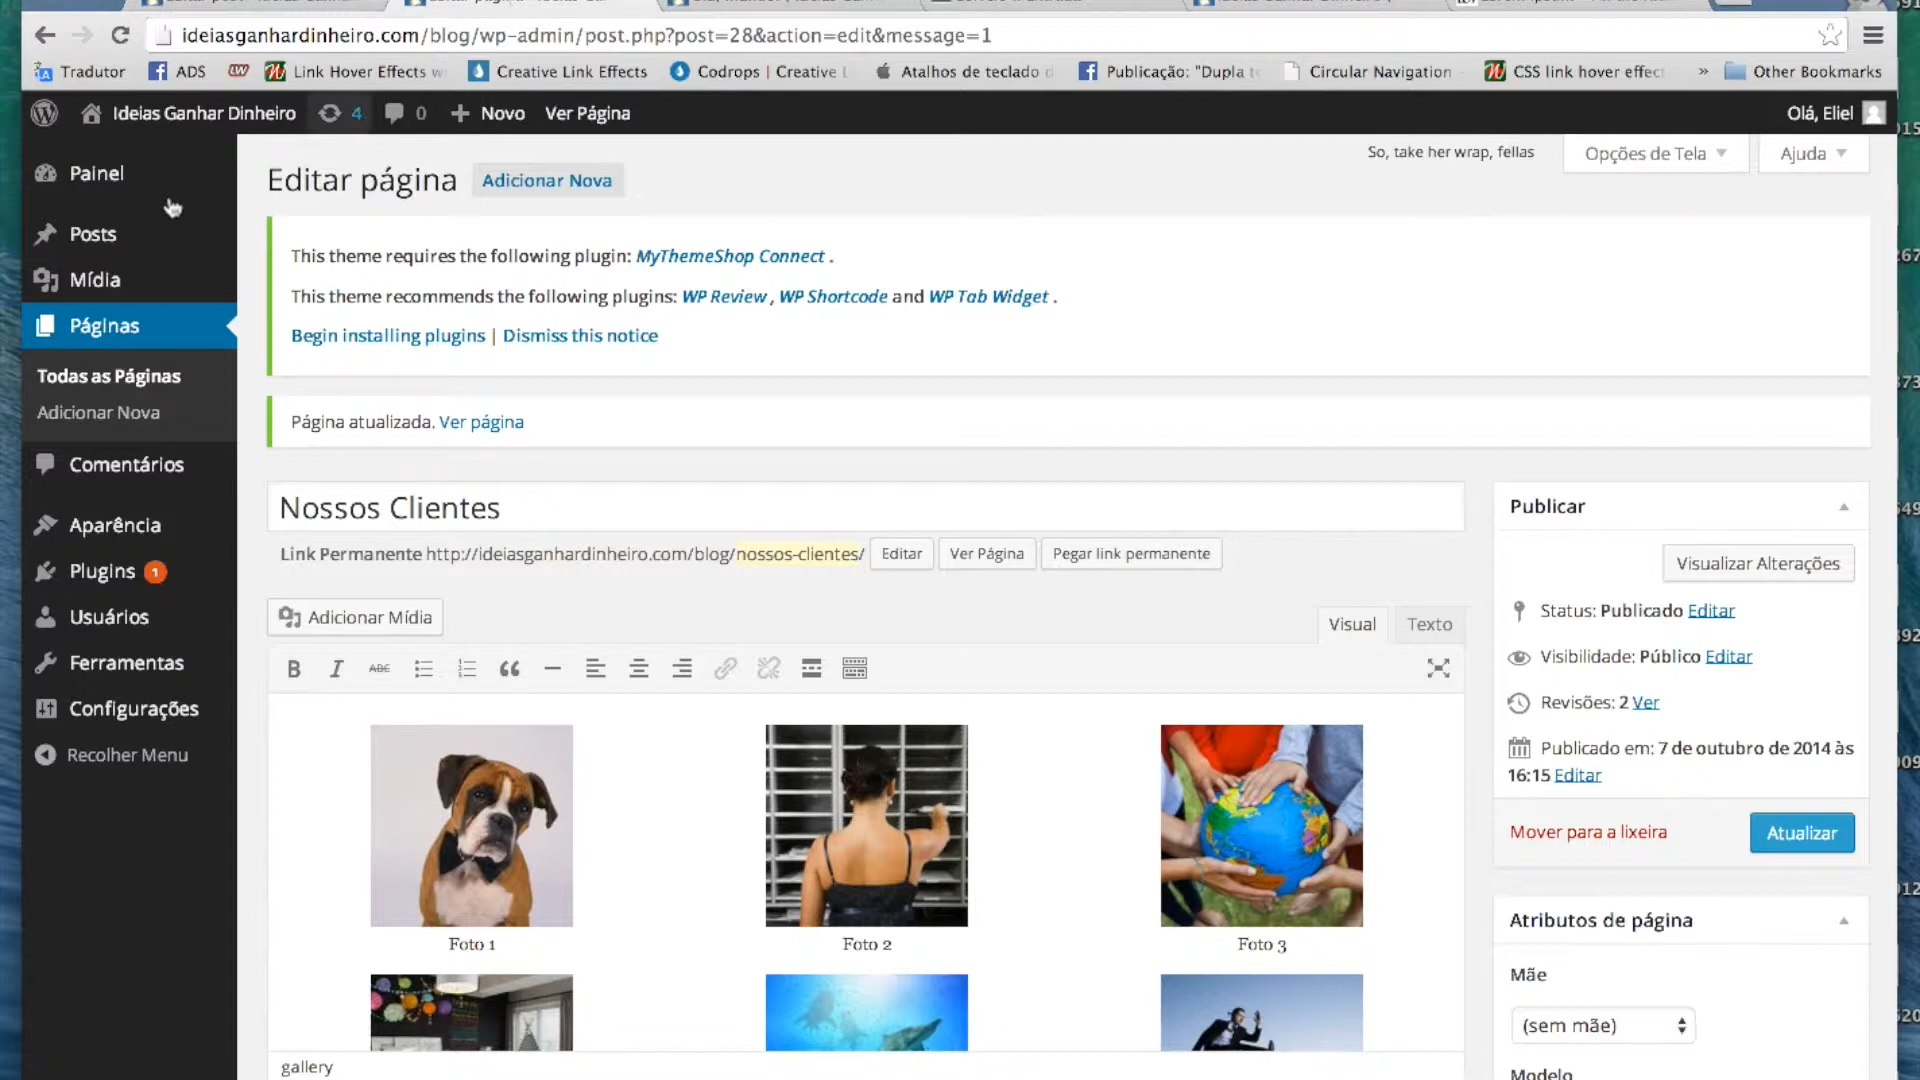 ideiasganhardinheiro.com/blog/wp-admin/post.php?post=28&action=edit&message=1
Tradutor ADS Link Hover Effects w Creative Link Effects Codrops | Creative L Atalhos de teclado d Publicação: "Dupla t Circular Navigation CSS link hover effec » Other Bookmarks
Ideias Ganhar Dinheiro 4 0 Novo Ver Página Olá, Eliel
So, take her wrap, fellas Opções de Tela Ajuda
Painel
Posts
Mídia
Páginas
Todas as Páginas
Adicionar Nova
Comentários
Aparência
Plugins 1
Usuários
Ferramentas
Configurações
Recolher Menu
Editar página Adicionar Nova
This theme requires the following plugin: MyThemeShop Connect .
This theme recommends the following plugins: WP Review , WP Shortcode and WP Tab Widget .
Begin installing plugins | Dismiss this notice
Página atualizada. Ver página
Nossos Clientes
Link Permanente http://ideiasganhardinheiro.com/blog/nossos-clientes/ Editar Ver Página Pegar link permanente
Adicionar Mídia
Visual Texto
B I ABC
Foto 1 Foto 2 Foto 3
gallery
Publicar
Visualizar Alterações
Status: Publicado Editar
Visibilidade: Público Editar
Revisões: 2 Ver
Publicado em: 7 de outubro de 2014 às
16:15 Editar
Mover para a lixeira Atualizar
Atributos de página
Mãe
(sem mãe)
Modelo